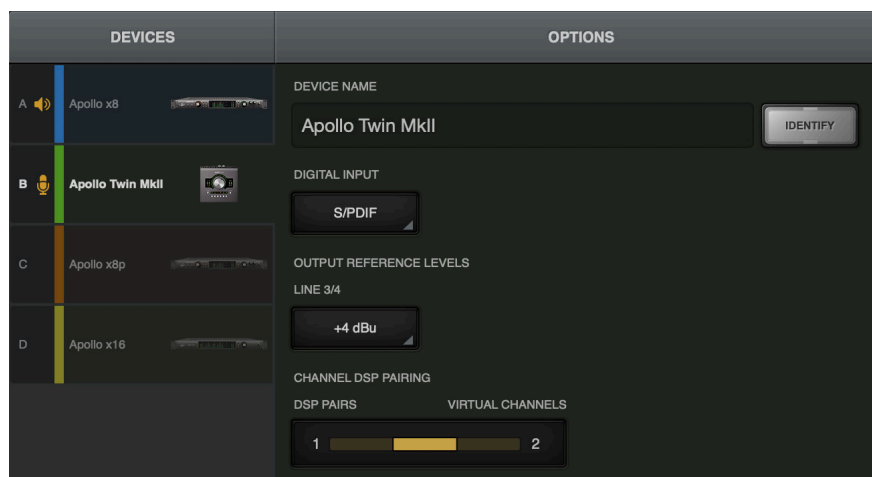 DEVICES
OPTIONS
A
Apollo x8
B
Apollo Twin MkII
C
Apollo x8p
D
Apollo x16
DEVICE NAME
Apollo Twin MkII
IDENTIFY
DIGITAL INPUT
S/PDIF
OUTPUT REFERENCE LEVELS
LINE 3/4
+4 dBu
CHANNEL DSP PAIRING
DSP PAIRS
VIRTUAL CHANNELS
1
2